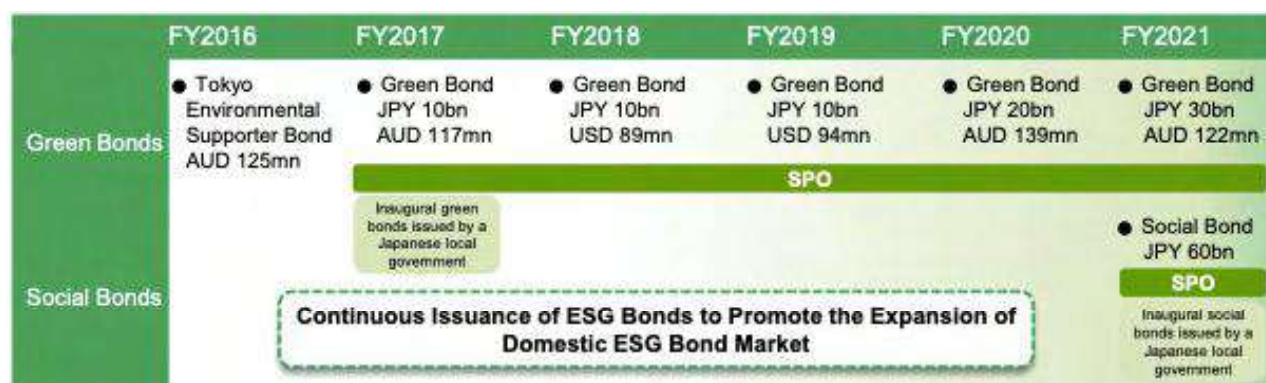 FY2016 FY2017 FY2018 FY2019 FY2020 FY2021
Green Bonds
● Tokyo
Environmental
Supporter Bond
AUD 125mn
● Green Bond
JPY 10bn
AUD 117mn
● Green Bond
JPY 10bn
USD 89mn
● Green Bond
JPY 10bn
USD 94mn
● Green Bond
JPY 20bn
AUD 139mn
● Green Bond
JPY 30bn
AUD 122mn
SPO
Inaugural green
bonds issued by a
Japanese local
government
Social Bonds
● Social Bond
JPY 60bn
SPO
Inaugural social
bonds issued by a
Japanese local
government
Continuous Issuance of ESG Bonds to Promote the Expansion of
Domestic ESG Bond Market